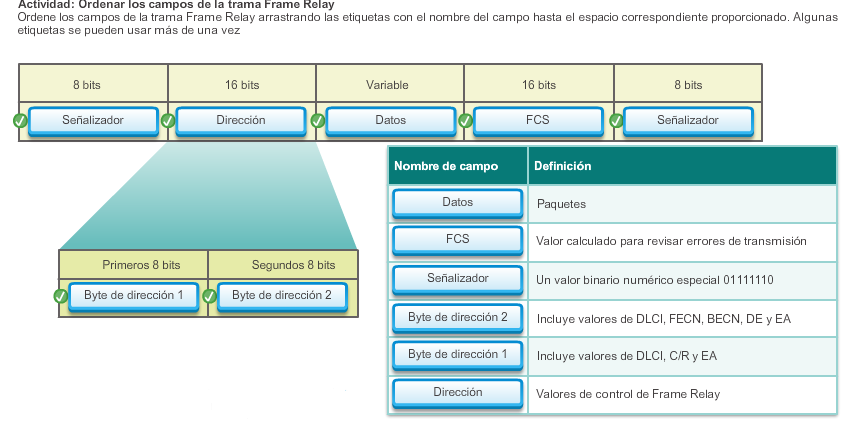 Actividad: Ordenar los campos de la trama Frame Relay
Ordene los campos de la trama Frame Relay arrastrando las etiquetas con el nombre del campo hasta el espacio correspondiente proporcionado. Algunas
etiquetas se pueden usar más de una vez
8 bits 16 bits Variable 16 bits 8 bits
Señalizador Dirección Datos FCS Señalizador
Primeros 8 bits Segundos 8 bits
Byte de dirección 1 Byte de dirección 2
Nombre de campo Definición
Datos Paquetes
FCS Valor calculado para revisar errores de transmisión
Señalizador Un valor binario numérico especial 01111110
Byte de dirección 2 Incluye valores de DLCI, FECN, BECN, DE y EA
Byte de dirección 1 Incluye valores de DLCI, C/R y EA
Dirección Valores de control de Frame Relay